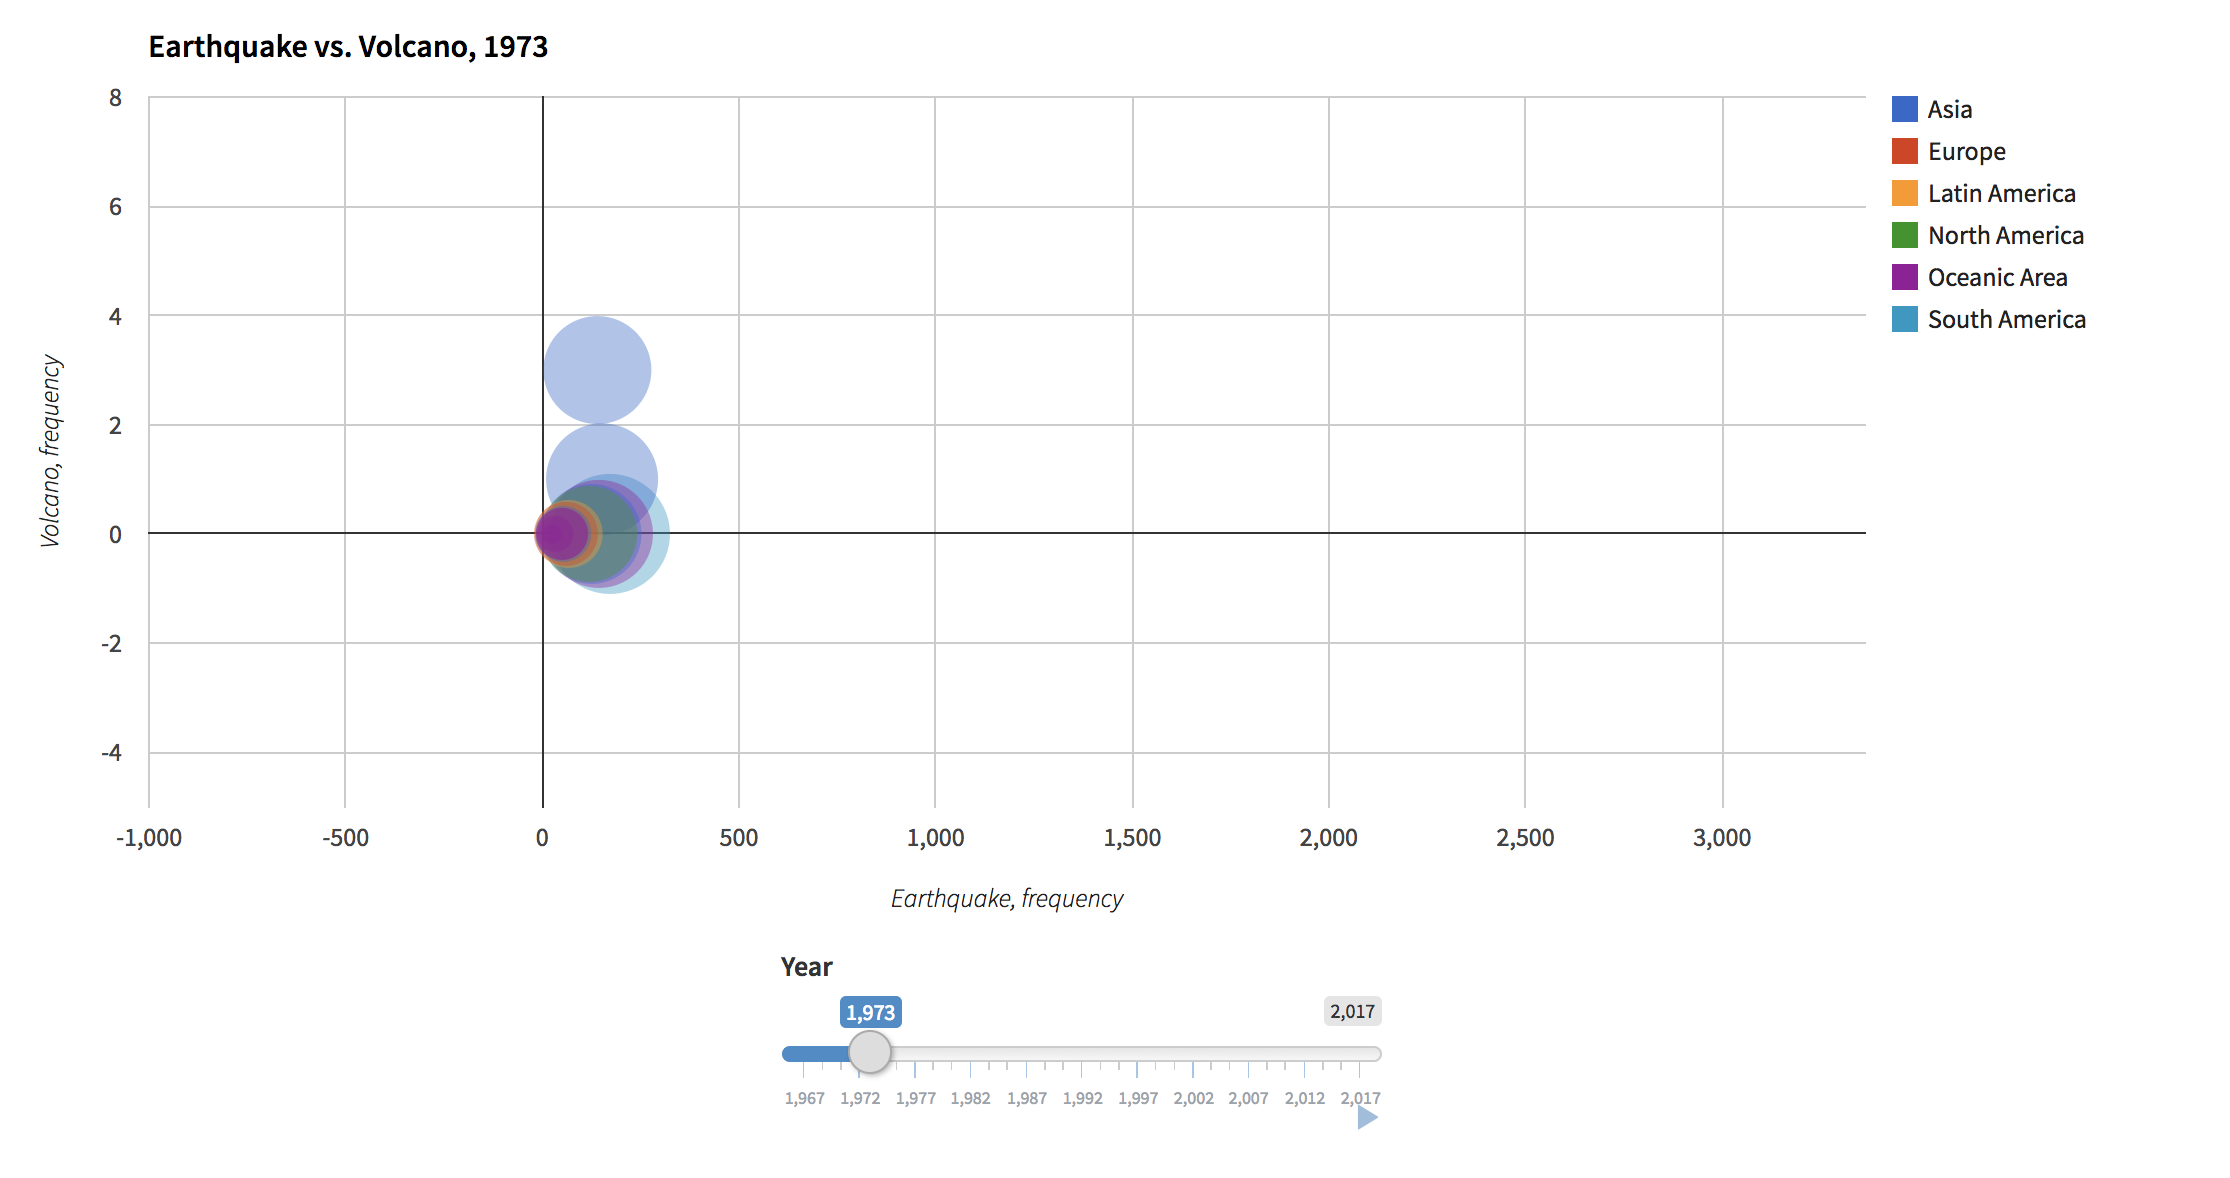 Earthquake vs. Volcano, 1973
8
6
4
2
0
-2
-4
Volcano, frequency
-1,000 -500 0 500 1,000 1,500 2,000 2,500 3,000
Earthquake, frequency
Asia
Europe
Latin America
North America
Oceanic Area
South America
Year
1,973 2,017
1,967 1,972 1,977 1,982 1,987 1,992 1,997 2,002 2,007 2,012 2,017